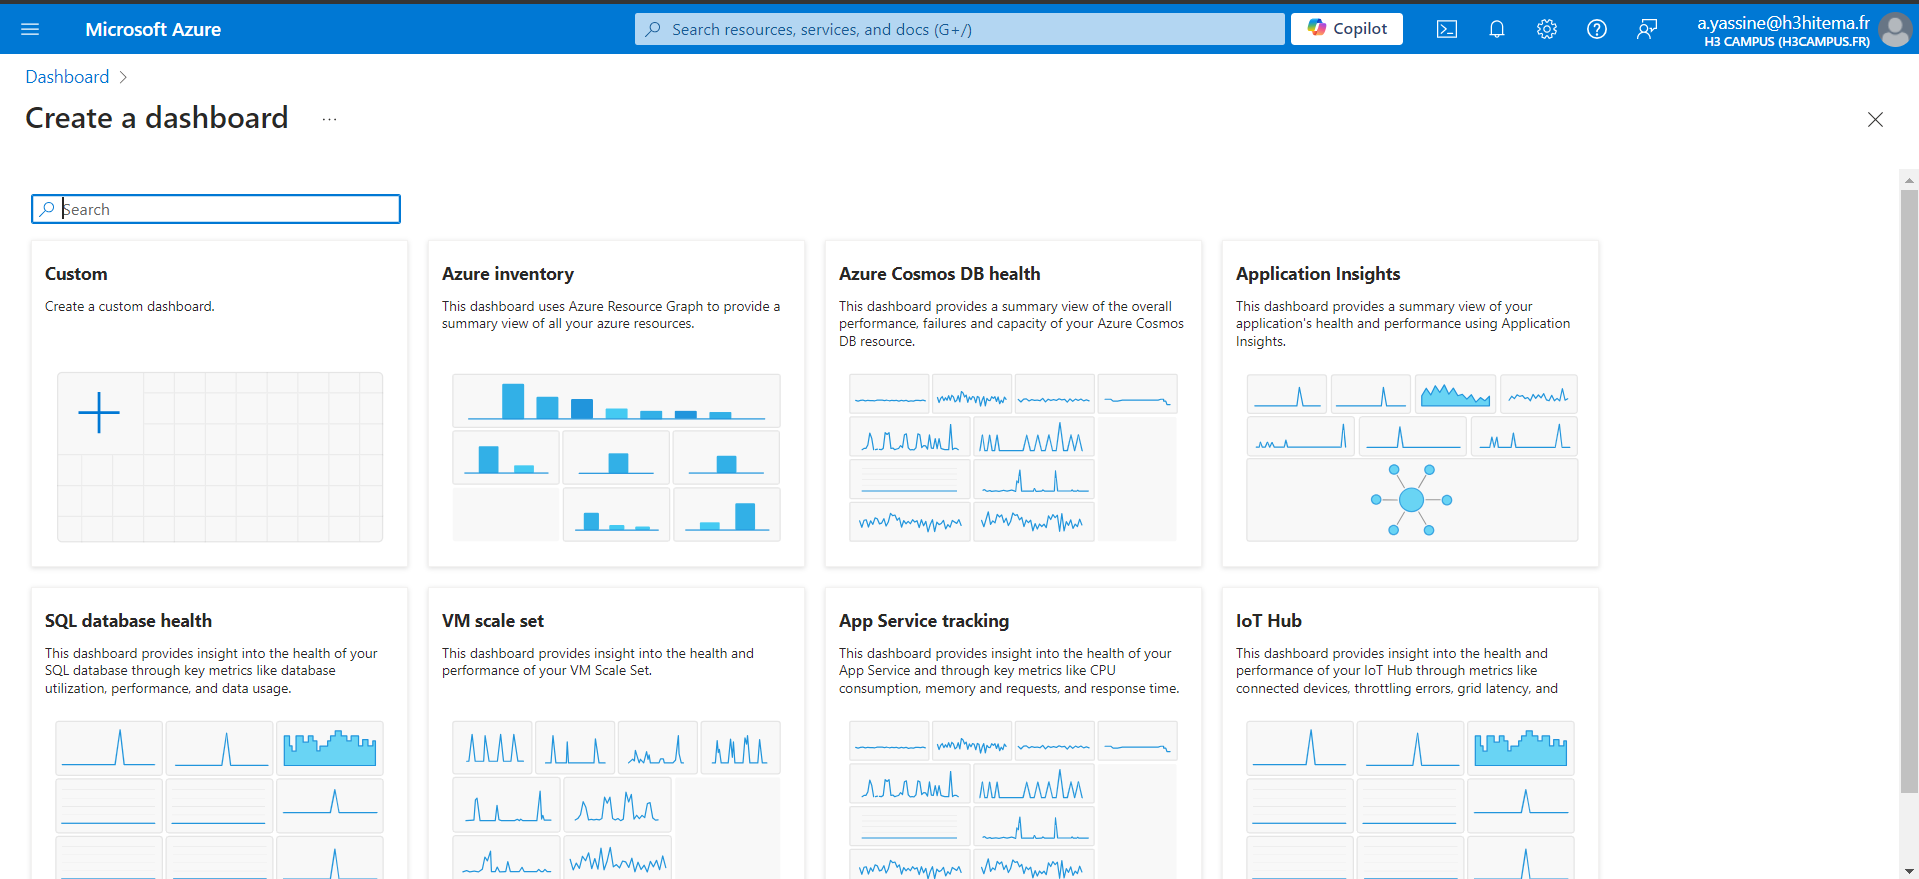 Microsoft Azure
Search resources, services, and docs (G+/)
Copilot
a.yassine@h3hitema.fr
H3 CAMPUS (H3CAMPUS.FR)
Dashboard
Create a dashboard
...
Search
Custom
Create a custom dashboard.
Azure inventory
This dashboard uses Azure Resource Graph to provide a
summary view of all your azure resources.
Azure Cosmos DB health
This dashboard provides a summary view of the overall
performance, failures and capacity of your Azure Cosmos
DB resource.
Application Insights
This dashboard provides a summary view of your
application's health and performance using Application
Insights.
SQL database health
This dashboard provides insight into the health of your
SQL database through key metrics like database
utilization, performance, and data usage.
VM scale set
This dashboard provides insight into the health and
performance of your VM Scale Set.
App Service tracking
This dashboard provides insight into the health of your
App Service and through key metrics like CPU
consumption, memory and requests, and response time.
IoT Hub
This dashboard provides insight into the health and
performance of your IoT Hub through metrics like
connected devices, throttling errors, grid latency, and